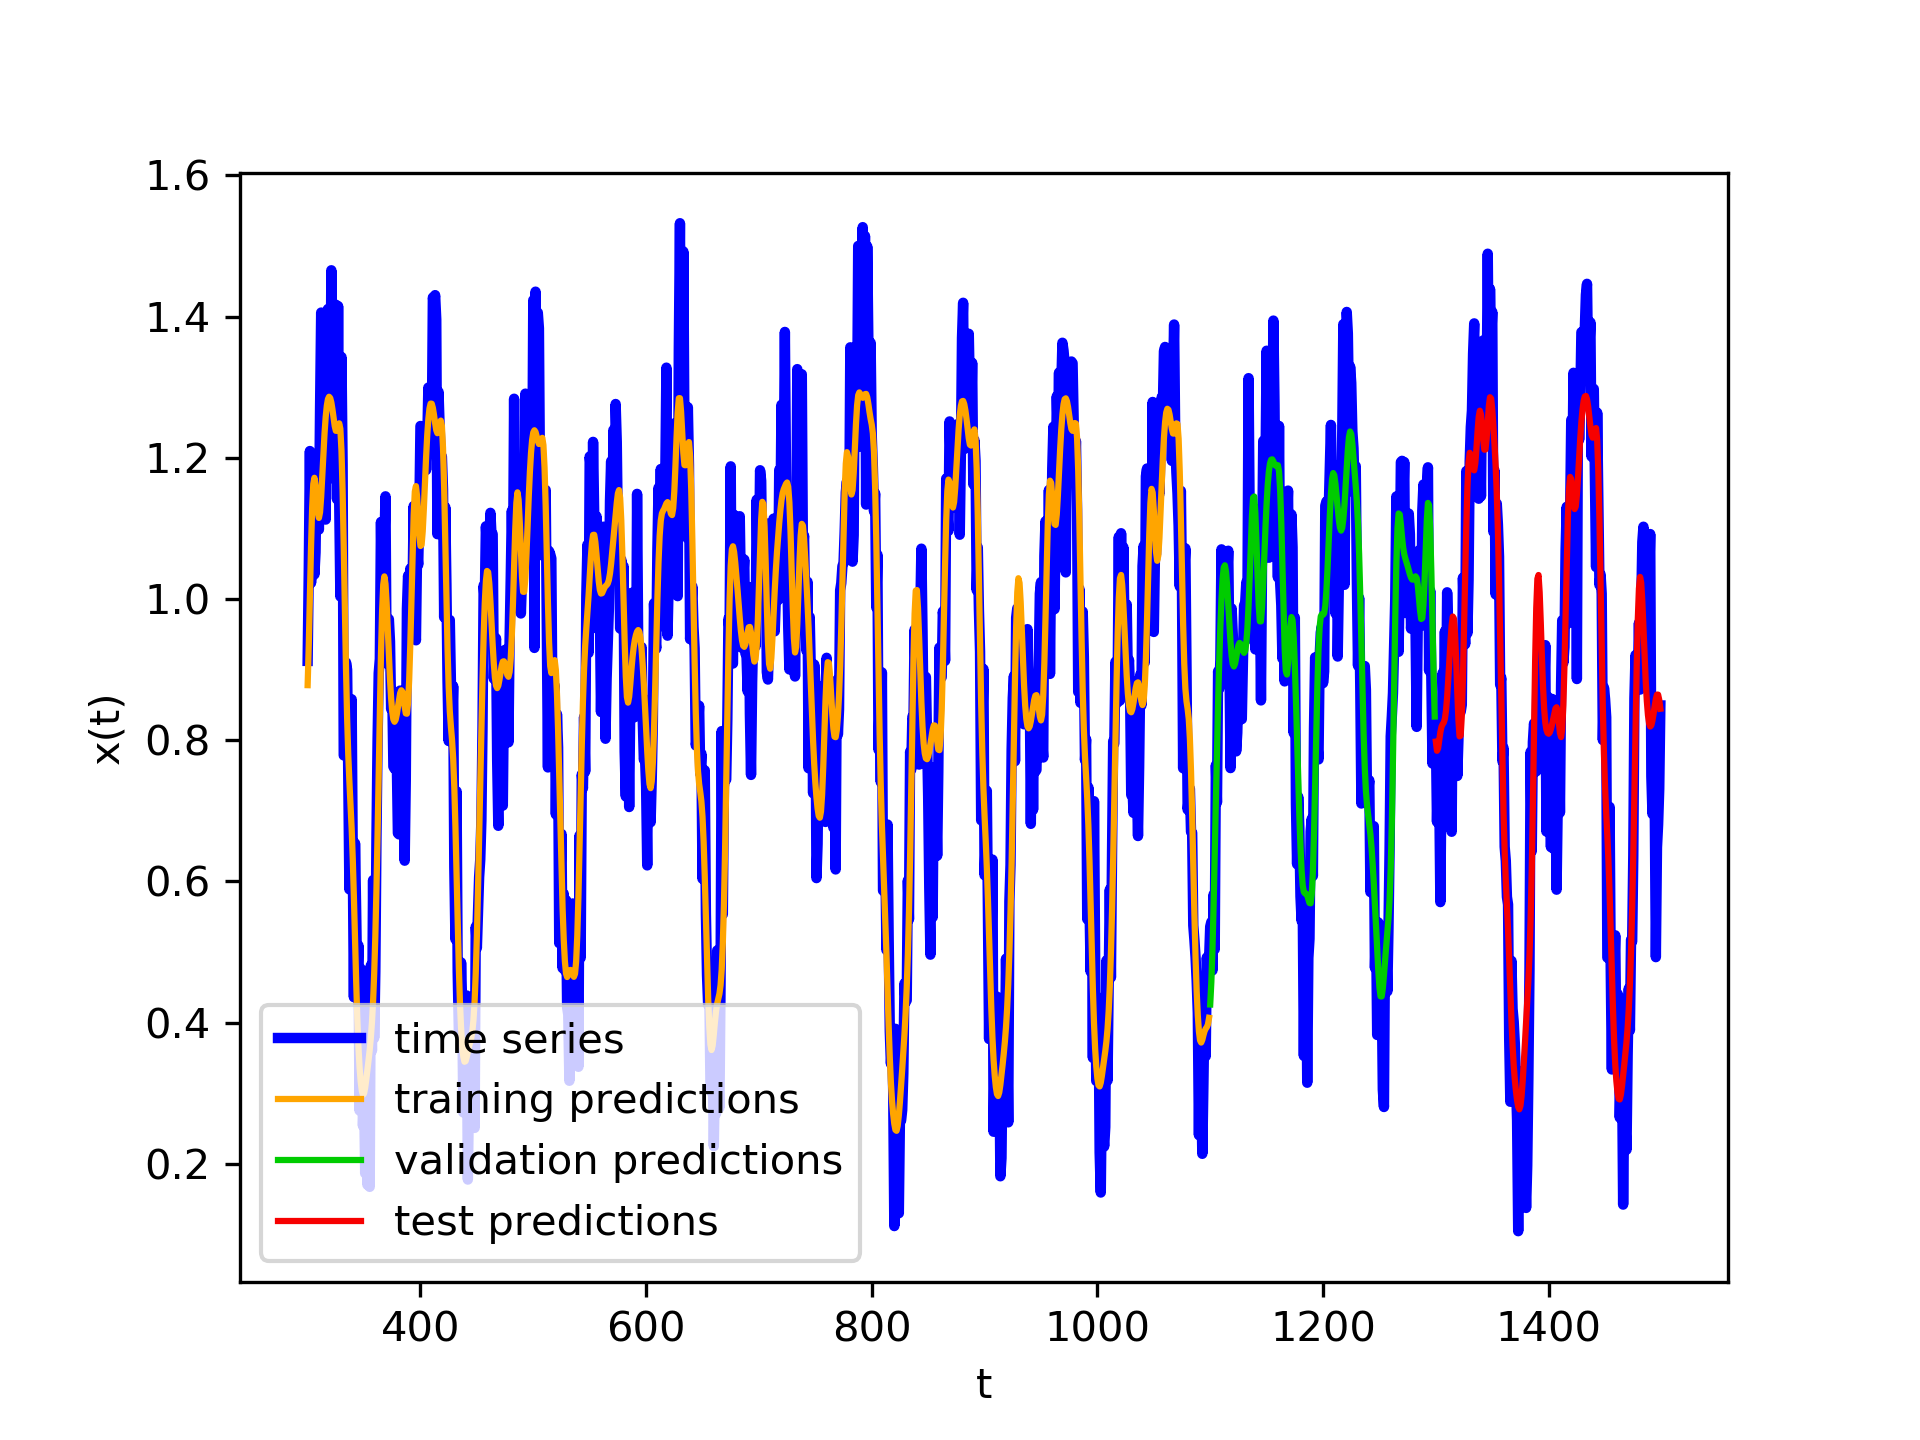 1.6
1.4
1.2
1.0
0.8
0.6
0.4
0.2
x(t)
time series
training predictions
validation predictions
test predictions
400 600 800 1000 1200 1400
t